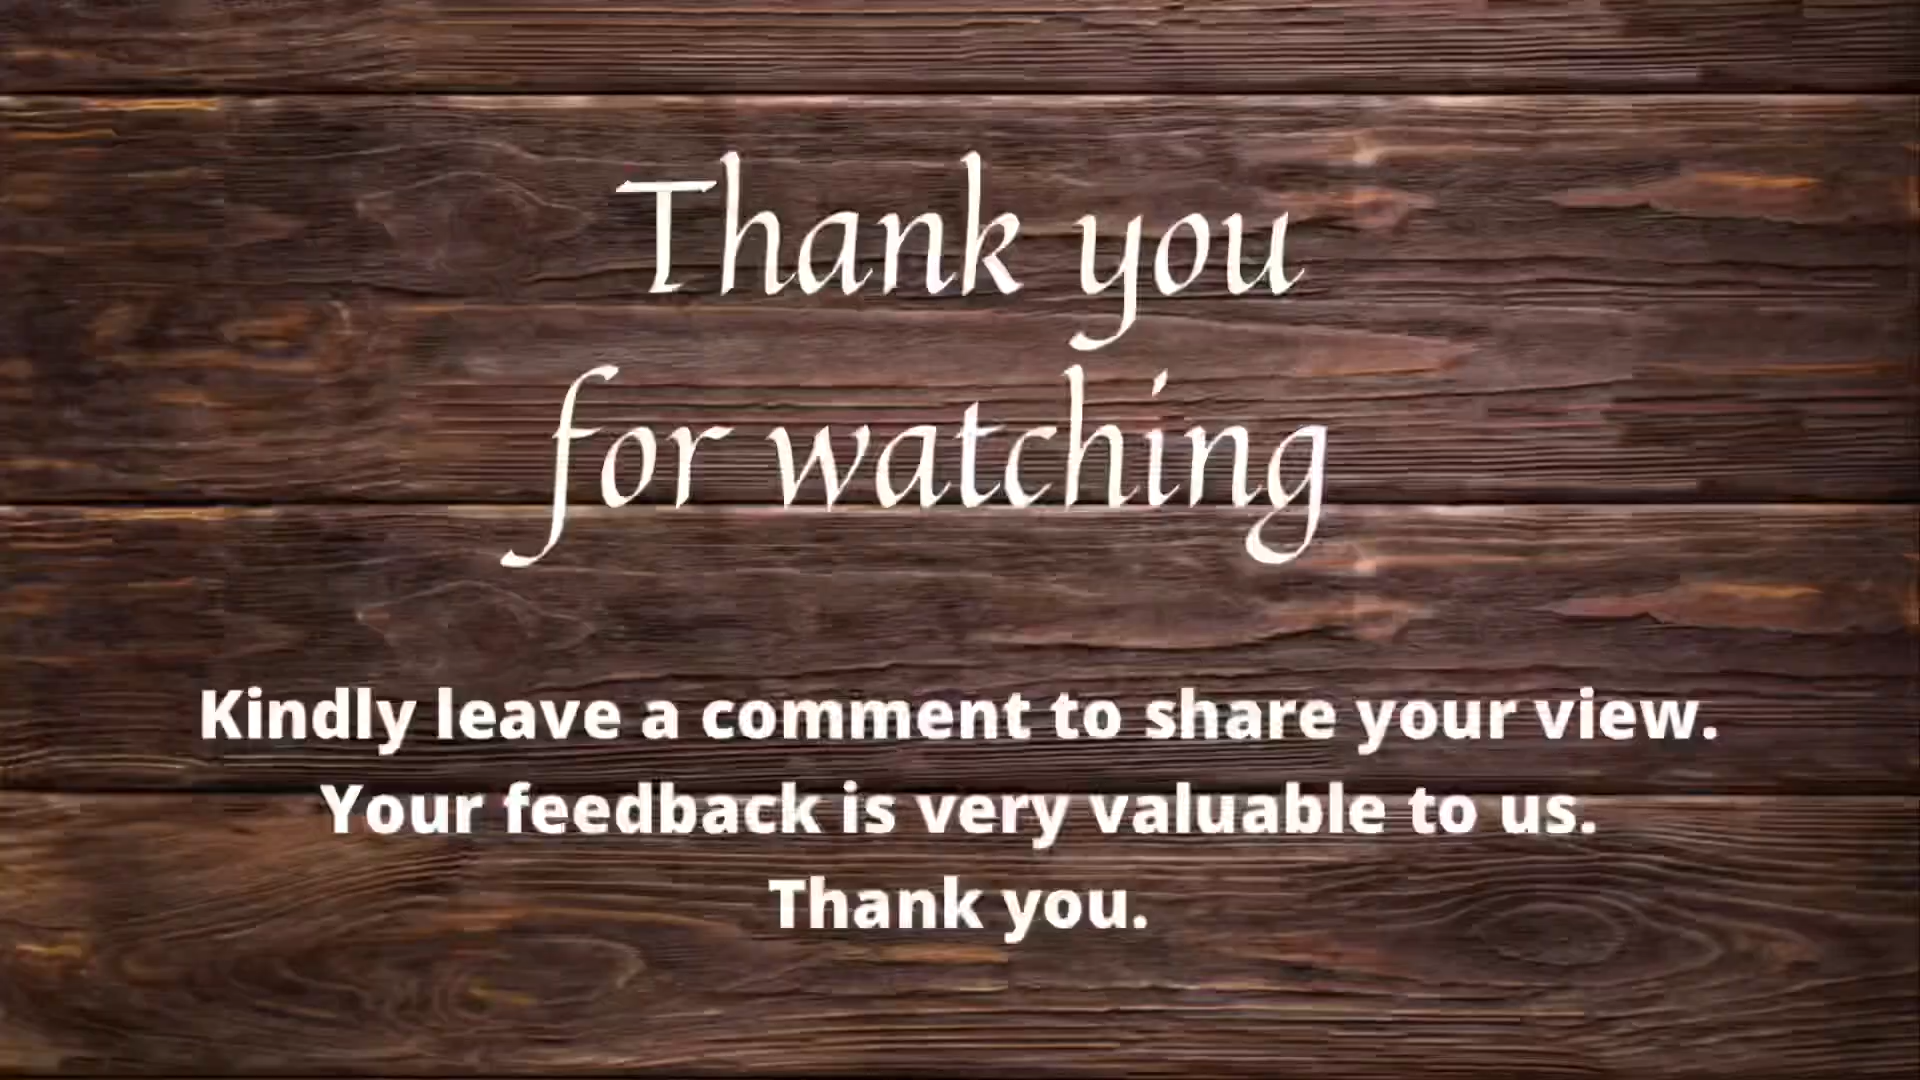 Thank you
for watching
Kindly leave a comment to share your view.
Your feedback is very valuable to us.
Thank you.